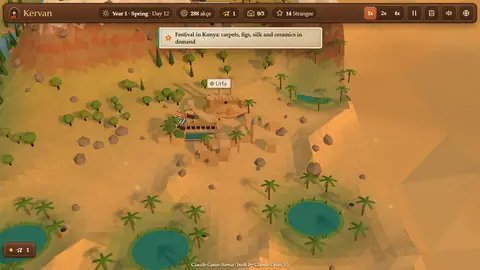 Kervan
Year 1 · Spring · Day 12
288 akçe
1
0/3
14 Stranger
1x
2x
4x
Festival in Kenya: carpets, figs, silk and ceramics in
demand
Urfa
+ 1
Claude Game Arena · built by Claude Opus